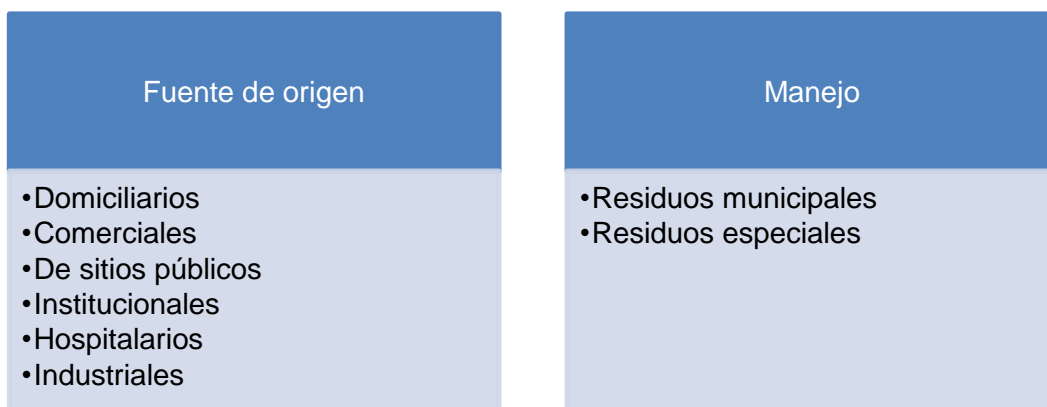 Fuente de origen
•Domiciliarios
•Comerciales
•De sitios públicos
•Institucionales
•Hospitalarios
•Industriales
Manejo
•Residuos municipales
•Residuos especiales